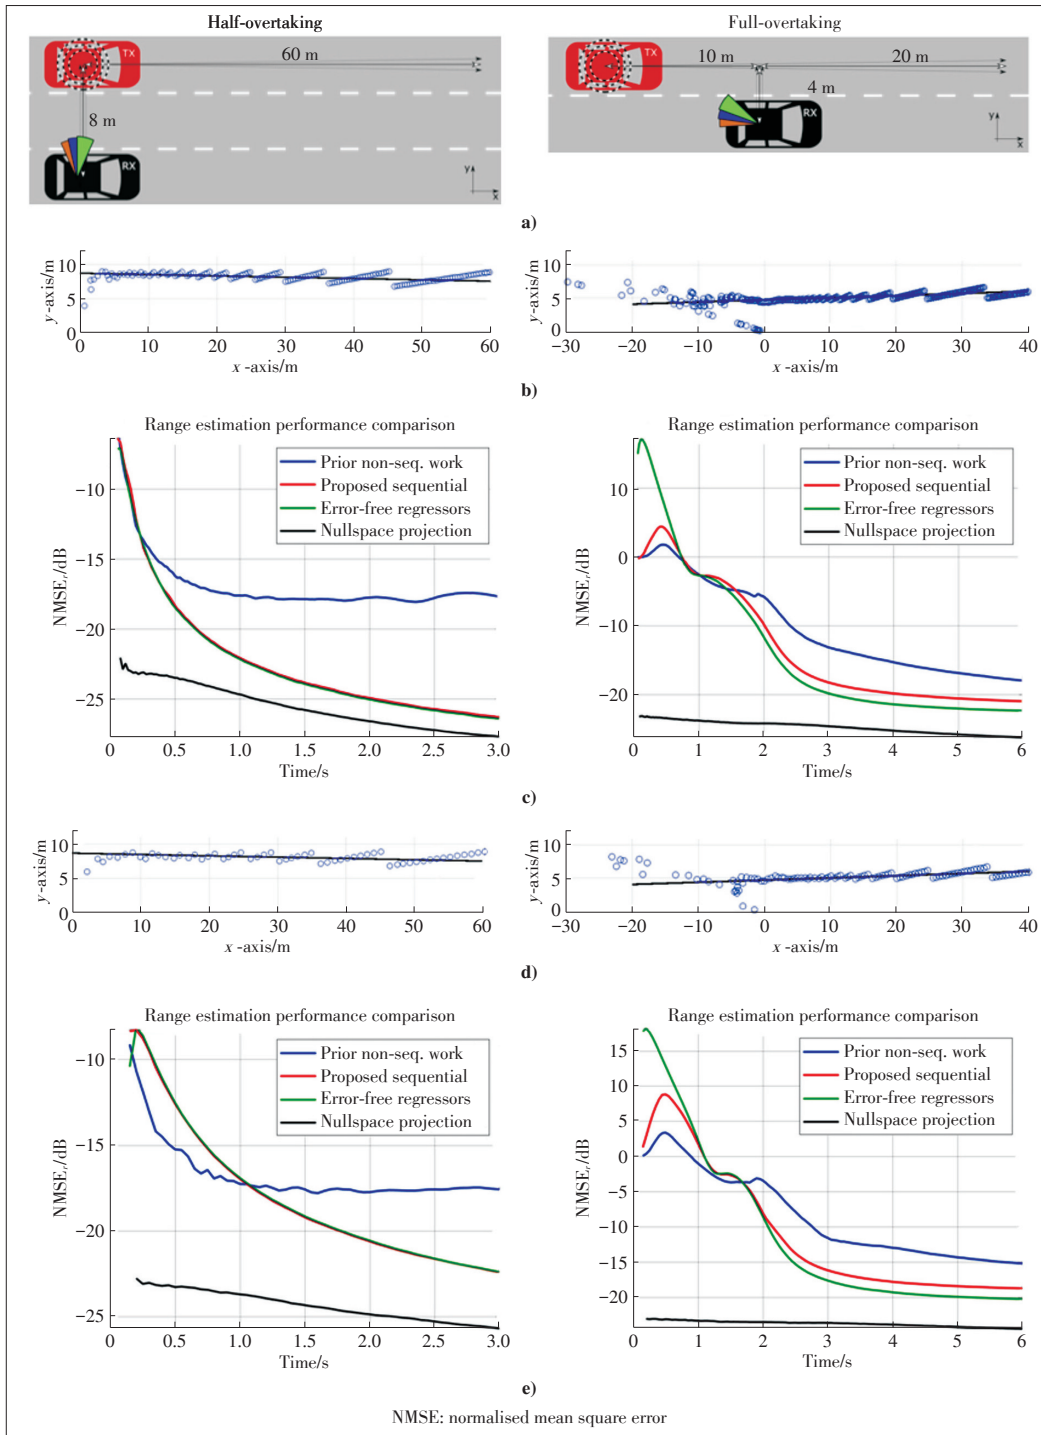 Half-overtaking
Full-overtaking
TX
60 m
8 m
RX
y
x
TX
10 m
20 m
4 m
RX
y
x
a)
y-axis/m
10
5
0
0 10 20 30 40 50 60
x -axis/m
y-axis/m
10
5
0
−30 −20 −10 0 10 20 30 40
x -axis/m
b)
Range estimation performance comparison
Prior non-seq. work
Proposed sequential
Error-free regressors
Nullspace projection
NMSEr/dB
−10
−15
−20
−25
0 0.5 1.0 1.5 2.0 2.5 3.0
Time/s
Range estimation performance comparison
Prior non-seq. work
Proposed sequential
Error-free regressors
Nullspace projection
NMSEr/dB
10
0
−10
−20
0 1 2 3 4 5 6
Time/s
c)
y-axis/m
10
5
0
0 10 20 30 40 50 60
x -axis/m
y-axis/m
10
5
0
−30 −20 −10 0 10 20 30 40
x -axis/m
d)
Range estimation performance comparison
Prior non-seq. work
Proposed sequential
Error-free regressors
Nullspace projection
NMSEr/dB
−10
−15
−20
−25
0 0.5 1.0 1.5 2.0 2.5 3.0
Time/s
Range estimation performance comparison
Prior non-seq. work
Proposed sequential
Error-free regressors
Nullspace projection
NMSEr/dB
15
10
5
0
−5
−10
−15
−20
0 1 2 3 4 5 6
Time/s
e)
NMSE: normalised mean square error